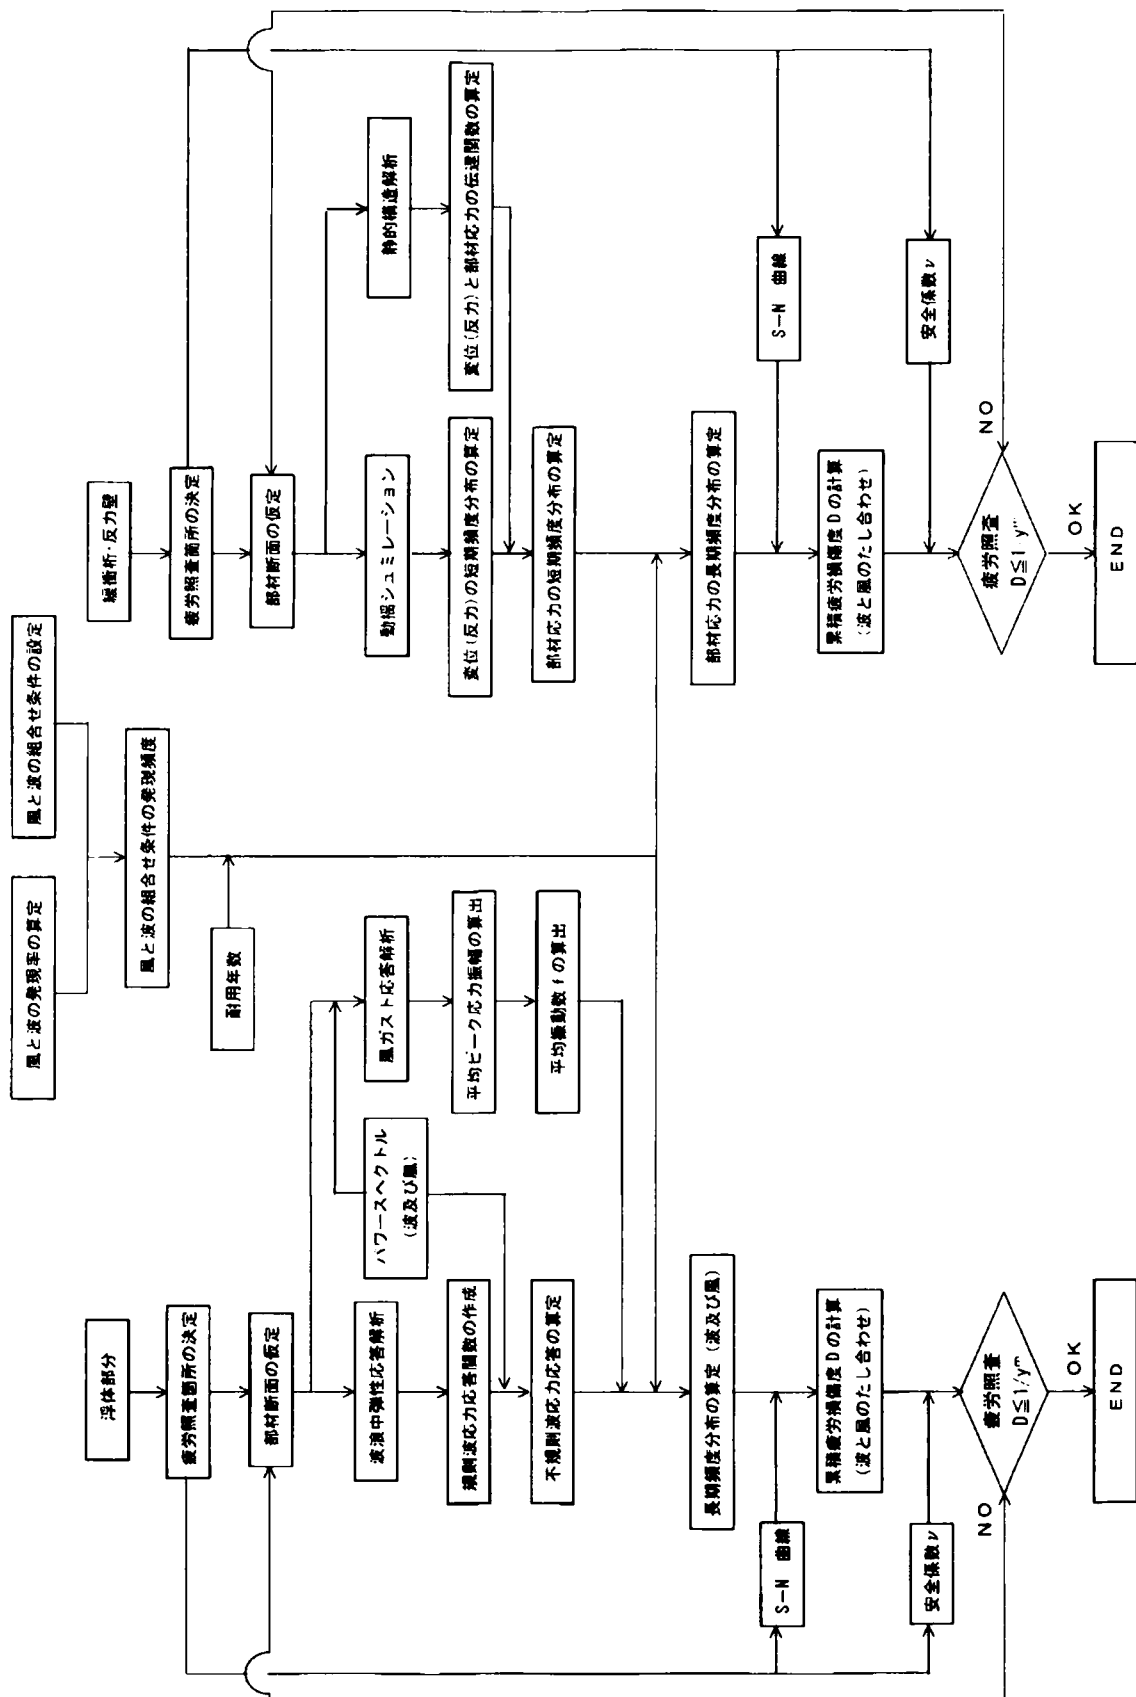 風と波の発現率の算定
風と波の組合せ条件の設定
風と波の組合せ条件の発現頻度
耐用年数
浮体部分
疲労照査箇所の決定
部材断面の仮定
波浪中弾性応答解析
規則波応力応答関数の作成
不規則波応力応答の算定
パワースペクトル
(波及び風)
風ガスト応答解析
平均ピーク応力振幅の算出
平均振動数fの算出
長期頻度分布の算定(波及び風)
S−N 曲線
累積疲労損傷度Dの計算
(波と風のたし合わせ)
安全係数ν
疲労照査
D≦1/y^m
NO
OK
END
緩衝桁・反力壁
疲労照査箇所の決定
部材断面の仮定
動揺シュミレーション
静的構造解析
変位(反力)の短期頻度分布の算定
変位(反力)と部材応力の伝達関数の算定
部材応力の短期頻度分布の算定
部材応力の長期頻度分布の算定
S−N 曲線
累積疲労損傷度Dの計算
(波と風のたし合わせ)
安全係数ν
疲労照査
D≦1/y^m
NO
OK
END